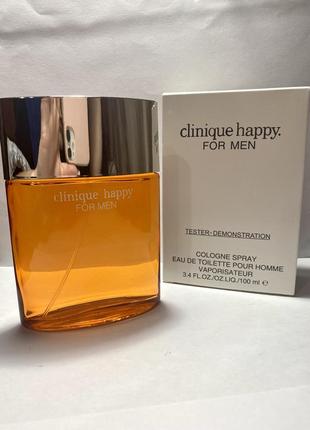 clinique happy
FOR MEN
clinique happy.
FOR MEN
TESTER-DEMONSTRATION
COLOGNE SPRAY
EAU DE TOILETTE POUR HOMME
VAPORISATEUR
3.4 FL.OZ./OZ.LIQ./100 ml ℮